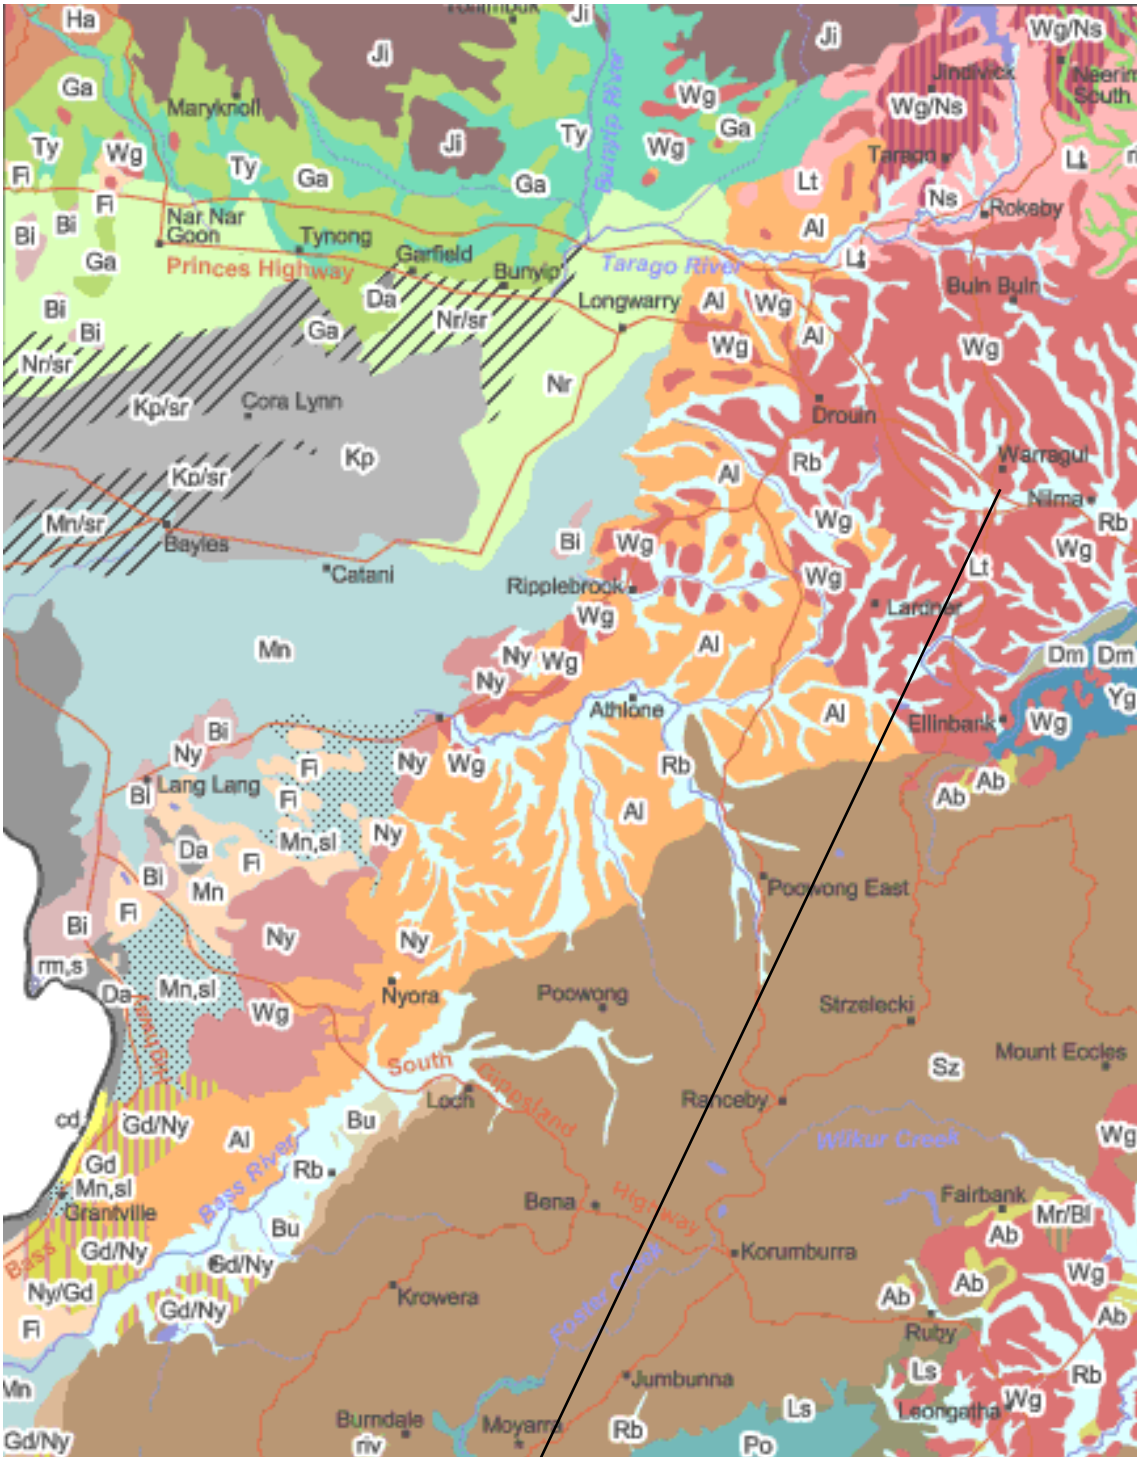 Ha
Tonimbuk
Ji
Ji
Ji
Wg/Ns
Ga
Maryknoll
Bunyip River
Wg
Jindivick
Wg/Ns
Neerim
South
Ty
Wg
Ty
Ji
Ty
Wg
Ga
Tarago
Lt
Fi
Ga
Ga
Lt
Ns
Rokeby
Fi
Bi
Bi
Nar Nar
Goon
Tynong
Al
Ga
Princes Highway
Garfield
Bunyip
Tarago River
Lt
Buln Buln
Bi
Bi
Da
Ga
Nr/sr
Longwarry
Al
Wg
Al
Wg
Wg
Nr/sr
Kp/sr
Cora Lynn
Nr
Drouin
Kp
Kp/sr
Al
Rb
Warragul
Nilma
Mn/sr
Bayles
Bi
Wg
Wg
Rb
Wg
Catani
Ripplebrook
Wg
Lt
Lardner
Wg
Mn
Ny
Wg
Al
Dm
Dm
Ny
Yg
Bi
Athlone
Al
Ellinbank
Wg
Ny
Fi
Ny
Wg
Rb
Lang Lang
Bi
Fi
Al
Ab
Ab
Mn,sl
Ny
Da
Fi
Bi
Mn
Poowong East
Fi
Bi
Ny
Ny
rm,s
Da
Mn,sl
Nyora
Poowong
Strzelecki
Wg
Highway
South
Gippsland
Highway
Sz
Mount Eccles
Loch
Ranceby
cd
Gd/Ny
Bu
Al
Wilkur Creek
Wg
Gd
Rb
Mn,sl
Grantville
Bass River
Bena
Fairbank
Mr/Bl
Bu
Ab
Gd/Ny
Bass
Gd/Ny
Korumburra
Ny/Gd
Gd/Ny
Krowera
Foster Creek
Ab
Wg
Ab
Ab
Fi
Ruby
Mn
Jumbunna
Ls
Rb
Burndale
Moyarra
Ls
Leongatha
Wg
Gd/Ny
riv
Rb
Po